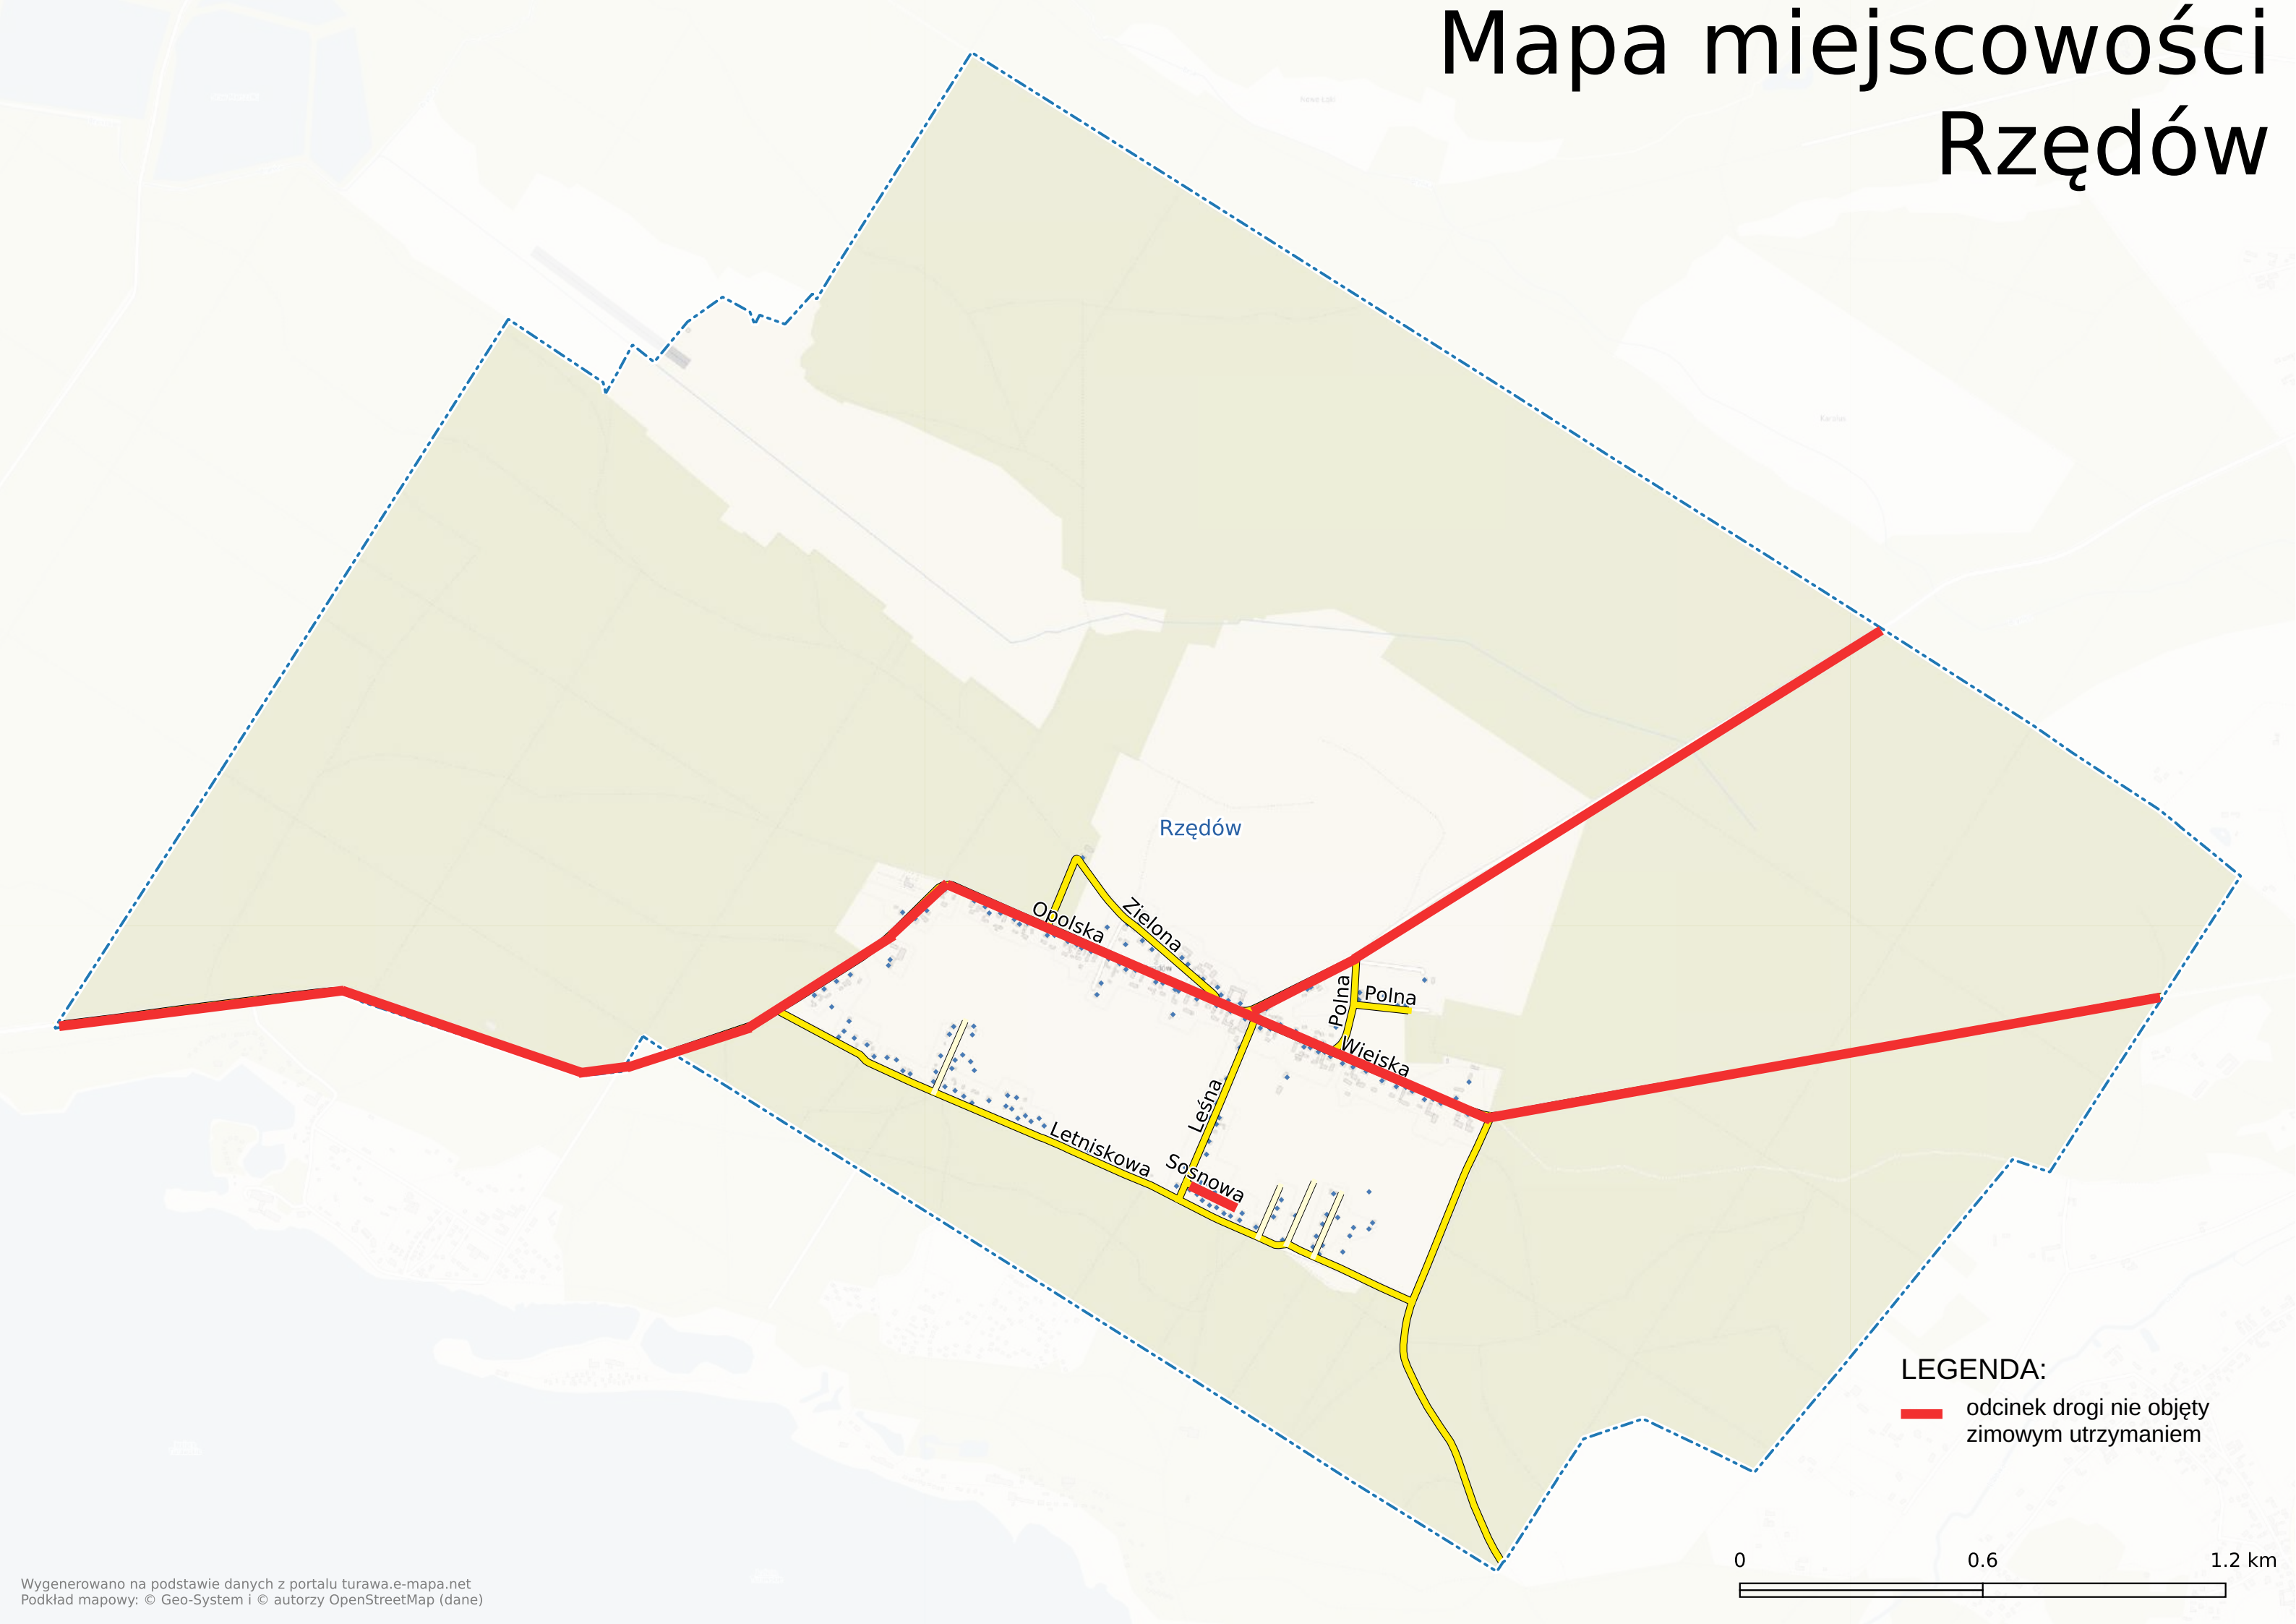 Mapa miejscowości
Rzędów
Rzędów
Zielona
Opolska
Polna
Polna
Wiejska
Leśna
Letniskowa
Sosnowa
LEGENDA:
odcinek drogi nie objęty
zimowym utrzymaniem
0 0.6 1.2 km
Wygenerowano na podstawie danych z portalu turawa.e-mapa.net
Podkład mapowy: © Geo-System i © autorzy OpenStreetMap (dane)